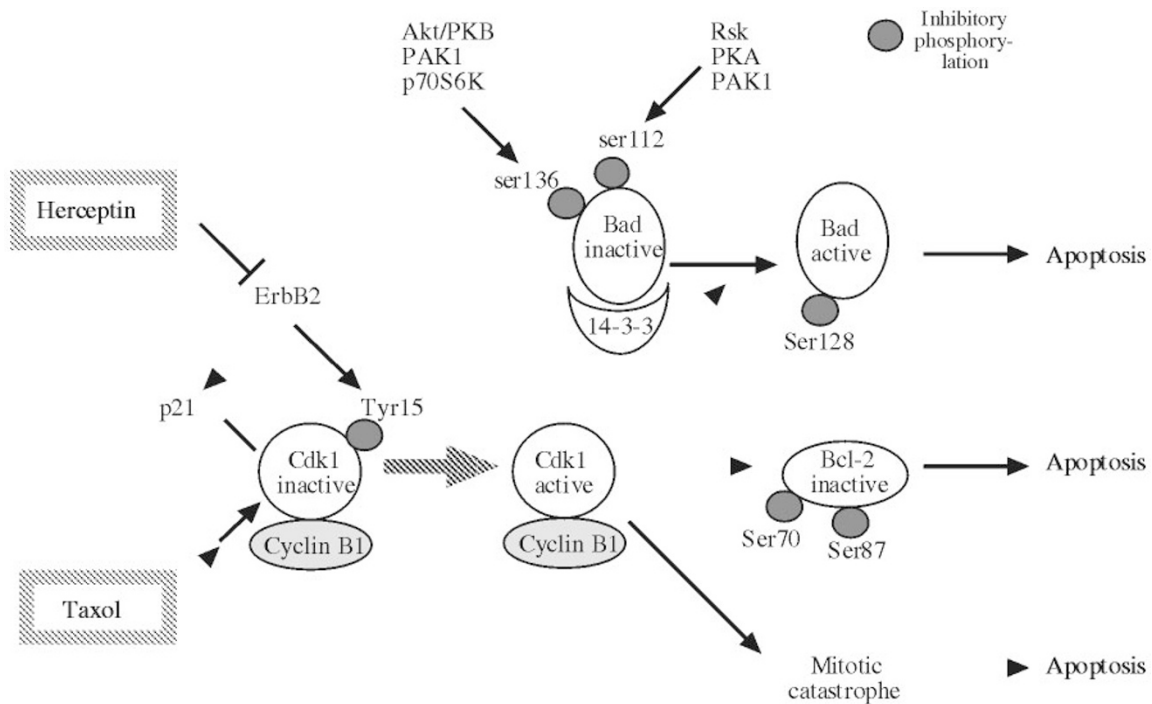 Akt/PKB
PAK1
p70S6K
Rsk
PKA
PAK1
Inhibitory
phosphory-
lation
ser112
ser136
Herceptin
Bad
inactive
Bad
active
Apoptosis
14-3-3
ErbB2
Ser128
p21
Tyr15
Cdk1
inactive
Cdk1
active
Bcl-2
inactive
Apoptosis
Cyclin B1
Cyclin B1
Ser70
Ser87
Taxol
Mitotic
catastrophe
Apoptosis